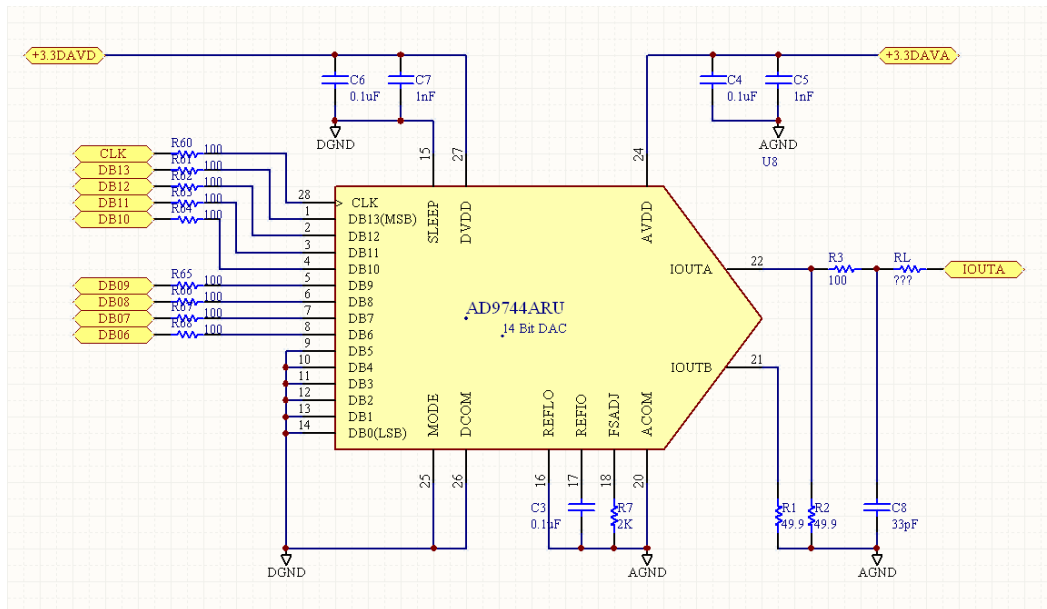 +3.3DAVD
+3.3DAVA
C6
0.1uF
C7
1nF
C4
0.1uF
C5
1nF
DGND
AGND
U8
CLK
R60
100
DB13
R61
100
DB12
R62
100
DB11
R63
100
DB10
R64
100
DB09
R65
100
DB08
R66
100
DB07
R67
100
DB06
R68
100
15
27
24
SLEEP
DVDD
AVDD
28
CLK
1
DB13(MSB)
2
DB12
3
DB11
4
DB10
5
DB9
6
DB8
7
DB7
8
DB6
9
DB5
10
DB4
11
DB3
12
DB2
13
DB1
14
DB0(LSB)
AD9744ARU
14 Bit DAC
IOUTA
22
R3
100
RL
???
IOUTA
IOUTB
21
MODE
DCOM
REFLO
REFIO
FSADJ
ACOM
25
26
16
17
18
20
C3
0.1uF
R7
2K
R1
49.9
R2
49.9
C8
33pF
DGND
AGND
AGND